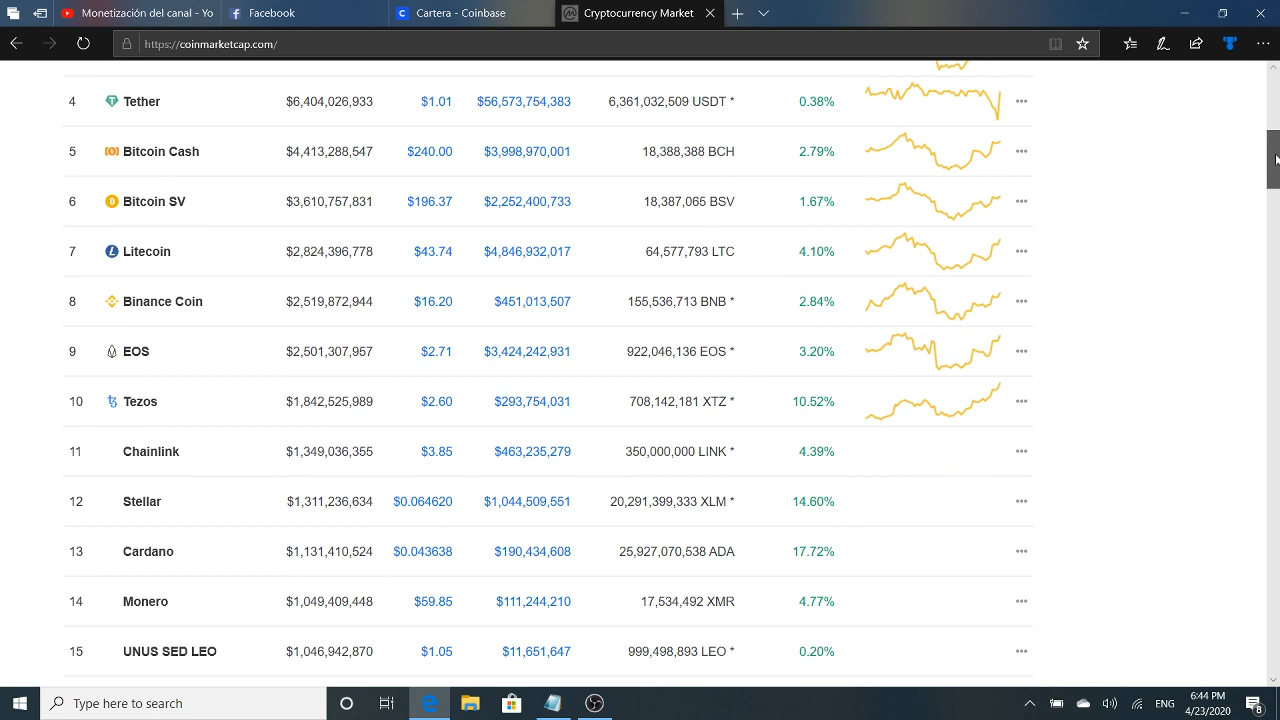 Monetización del canal - Yo
Facebook
Cartera - Coinbase
Cryptocurrency Market
https://coinmarketcap.com/
4 Tether $6,404,026,933 $1.01 $56,573,754,383 6,361,032,509 USDT * 0.38%
5 Bitcoin Cash $4,413,288,547 $240.00 $3,998,970,001 18,388,388 BCH 2.79%
6 Bitcoin SV $3,610,757,831 $196.37 $2,252,400,733 18,387,065 BSV 1.67%
7 Litecoin $2,824,396,778 $43.74 $4,846,932,017 64,577,793 LTC 4.10%
8 Binance Coin $2,519,872,944 $16.20 $451,013,507 155,536,713 BNB * 2.84%
9 EOS $2,501,307,957 $2.71 $3,424,242,931 922,046,136 EOS * 3.20%
10 Tezos $1,842,525,989 $2.60 $293,754,031 708,142,181 XTZ * 10.52%
11 Chainlink $1,349,036,355 $3.85 $463,235,279 350,000,000 LINK * 4.39%
12 Stellar $1,311,236,634 $0.064620 $1,044,509,551 20,291,399,333 XLM * 14.60%
13 Cardano $1,131,410,524 $0.043638 $190,434,608 25,927,070,538 ADA 17.72%
14 Monero $1,049,409,448 $59.85 $111,244,210 17,534,492 XMR 4.77%
15 UNUS SED LEO $1,046,942,870 $1.05 $11,651,647 999,498,893 LEO * 0.20%
Type here to search
ENG
6:44 PM
4/23/2020
8